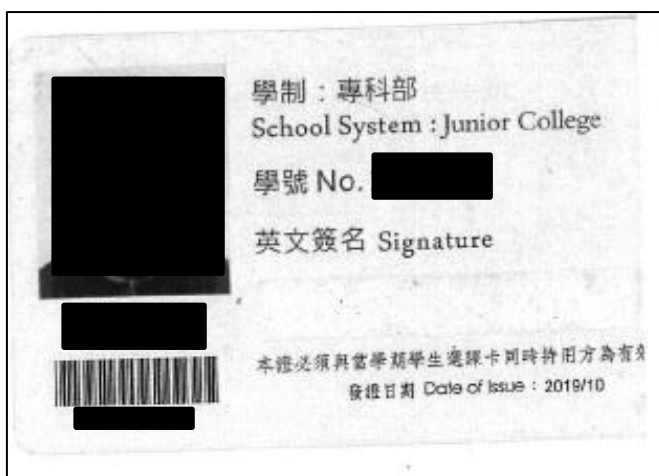 學制：專科部
School System : Junior College
學號 No.
英文簽名 Signature
本證必須與當學期學生選課卡同時持用方為有效
發證日期 Date of Issue : 2019/10